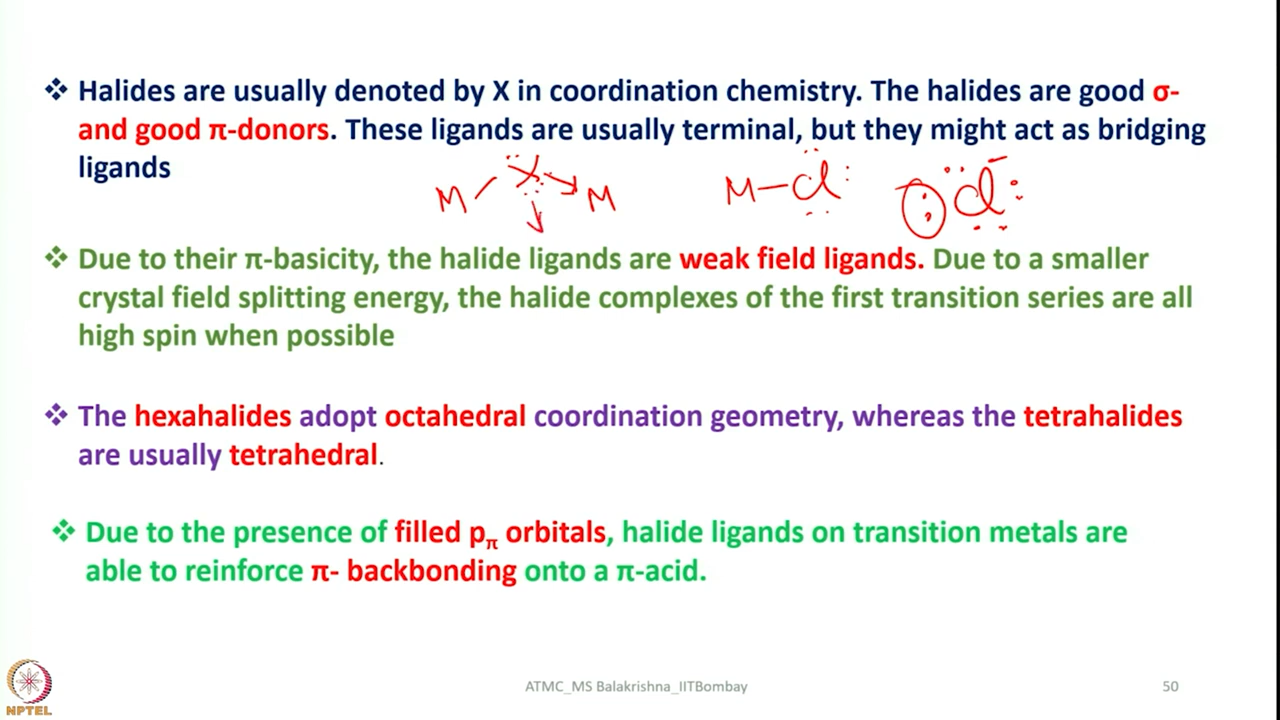 ❖ Halides are usually denoted by X in coordination chemistry. The halides are good σ-
and good π-donors. These ligands are usually terminal, but they might act as bridging
ligands
M X M M-Cl Cl⁻
❖ Due to their π-basicity, the halide ligands are weak field ligands. Due to a smaller
crystal field splitting energy, the halide complexes of the first transition series are all
high spin when possible
❖ The hexahalides adopt octahedral coordination geometry, whereas the tetrahalides
are usually tetrahedral.
❖ Due to the presence of filled pπ orbitals, halide ligands on transition metals are
able to reinforce π- backbonding onto a π-acid.
NPTEL ATMC_MS Balakrishna_IITBombay 50